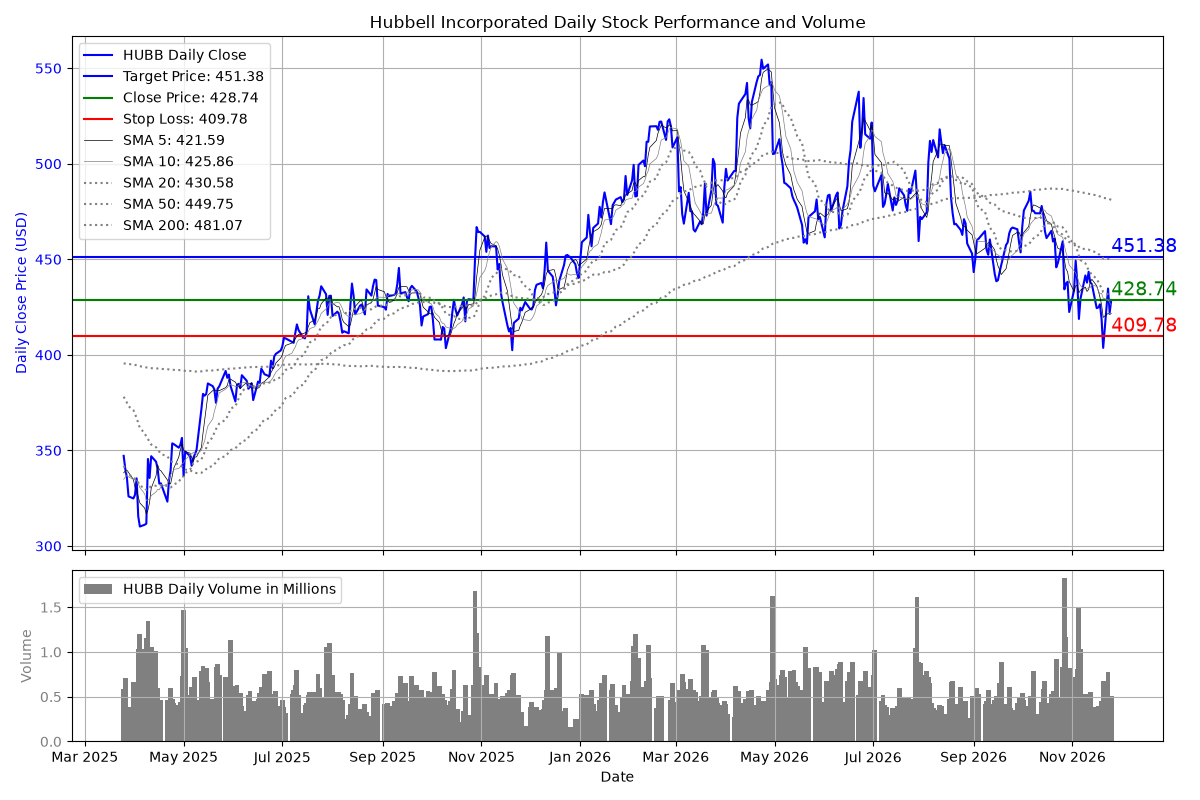 Hubbell Incorporated Daily Stock Performance and Volume
HUBB Daily Close
Target Price: 451.38
Close Price: 428.74
Stop Loss: 409.78
SMA 5: 421.59
SMA 10: 425.86
SMA 20: 430.58
SMA 50: 449.75
SMA 200: 481.07
Daily Close Price (USD)
550
500
450
400
350
300
451.38
428.74
409.78
HUBB Daily Volume in Millions
Volume
1.5
1.0
0.5
0.0
Mar 2025 May 2025 Jul 2025 Sep 2025 Nov 2025 Jan 2026 Mar 2026 May 2026 Jul 2026 Sep 2026 Nov 2026
Date